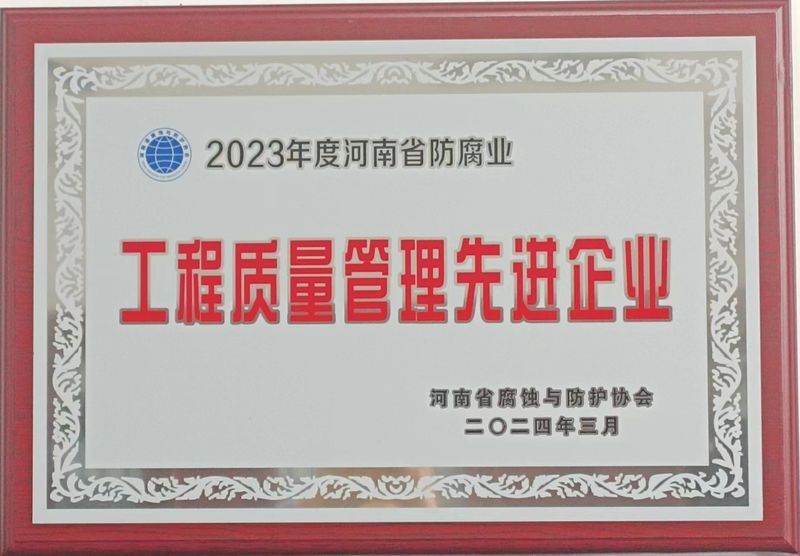 2023年度河南省防腐业
工程质量管理先进企业
河南省腐蚀与防护协会
二〇二四年三月